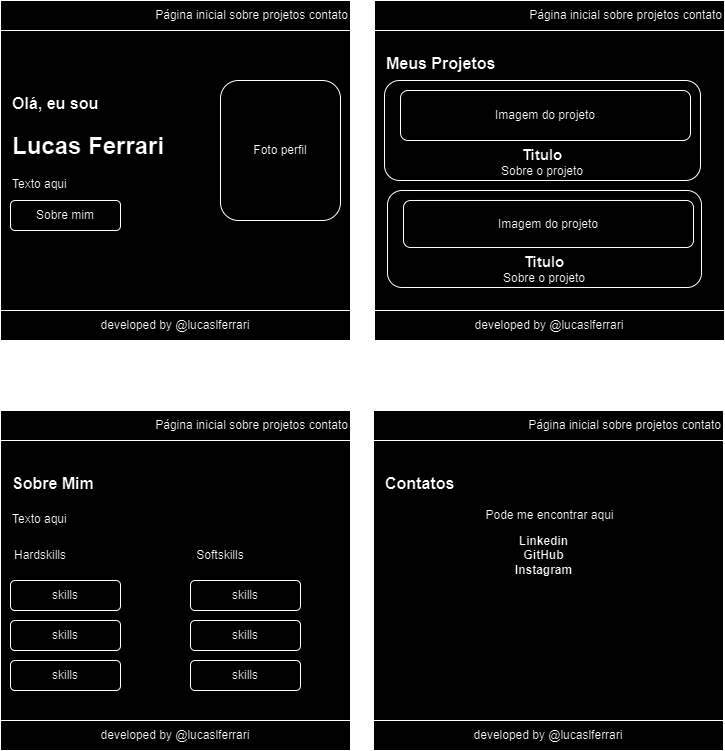 Página inicial sobre projetos contato
Olá, eu sou
Lucas Ferrari
Texto aqui
Sobre mim
Foto perfil
developed by @lucaslferrari
Página inicial sobre projetos contato
Meus Projetos
Imagem do projeto
Titulo
Sobre o projeto
Imagem do projeto
Titulo
Sobre o projeto
developed by @lucaslferrari
Página inicial sobre projetos contato
Sobre Mim
Texto aqui
Hardskills Softskills
skills skills
skills skills
skills skills
developed by @lucaslferrari
Página inicial sobre projetos contato
Contatos
Pode me encontrar aqui
Linkedin
GitHub
Instagram
developed by @lucaslferrari